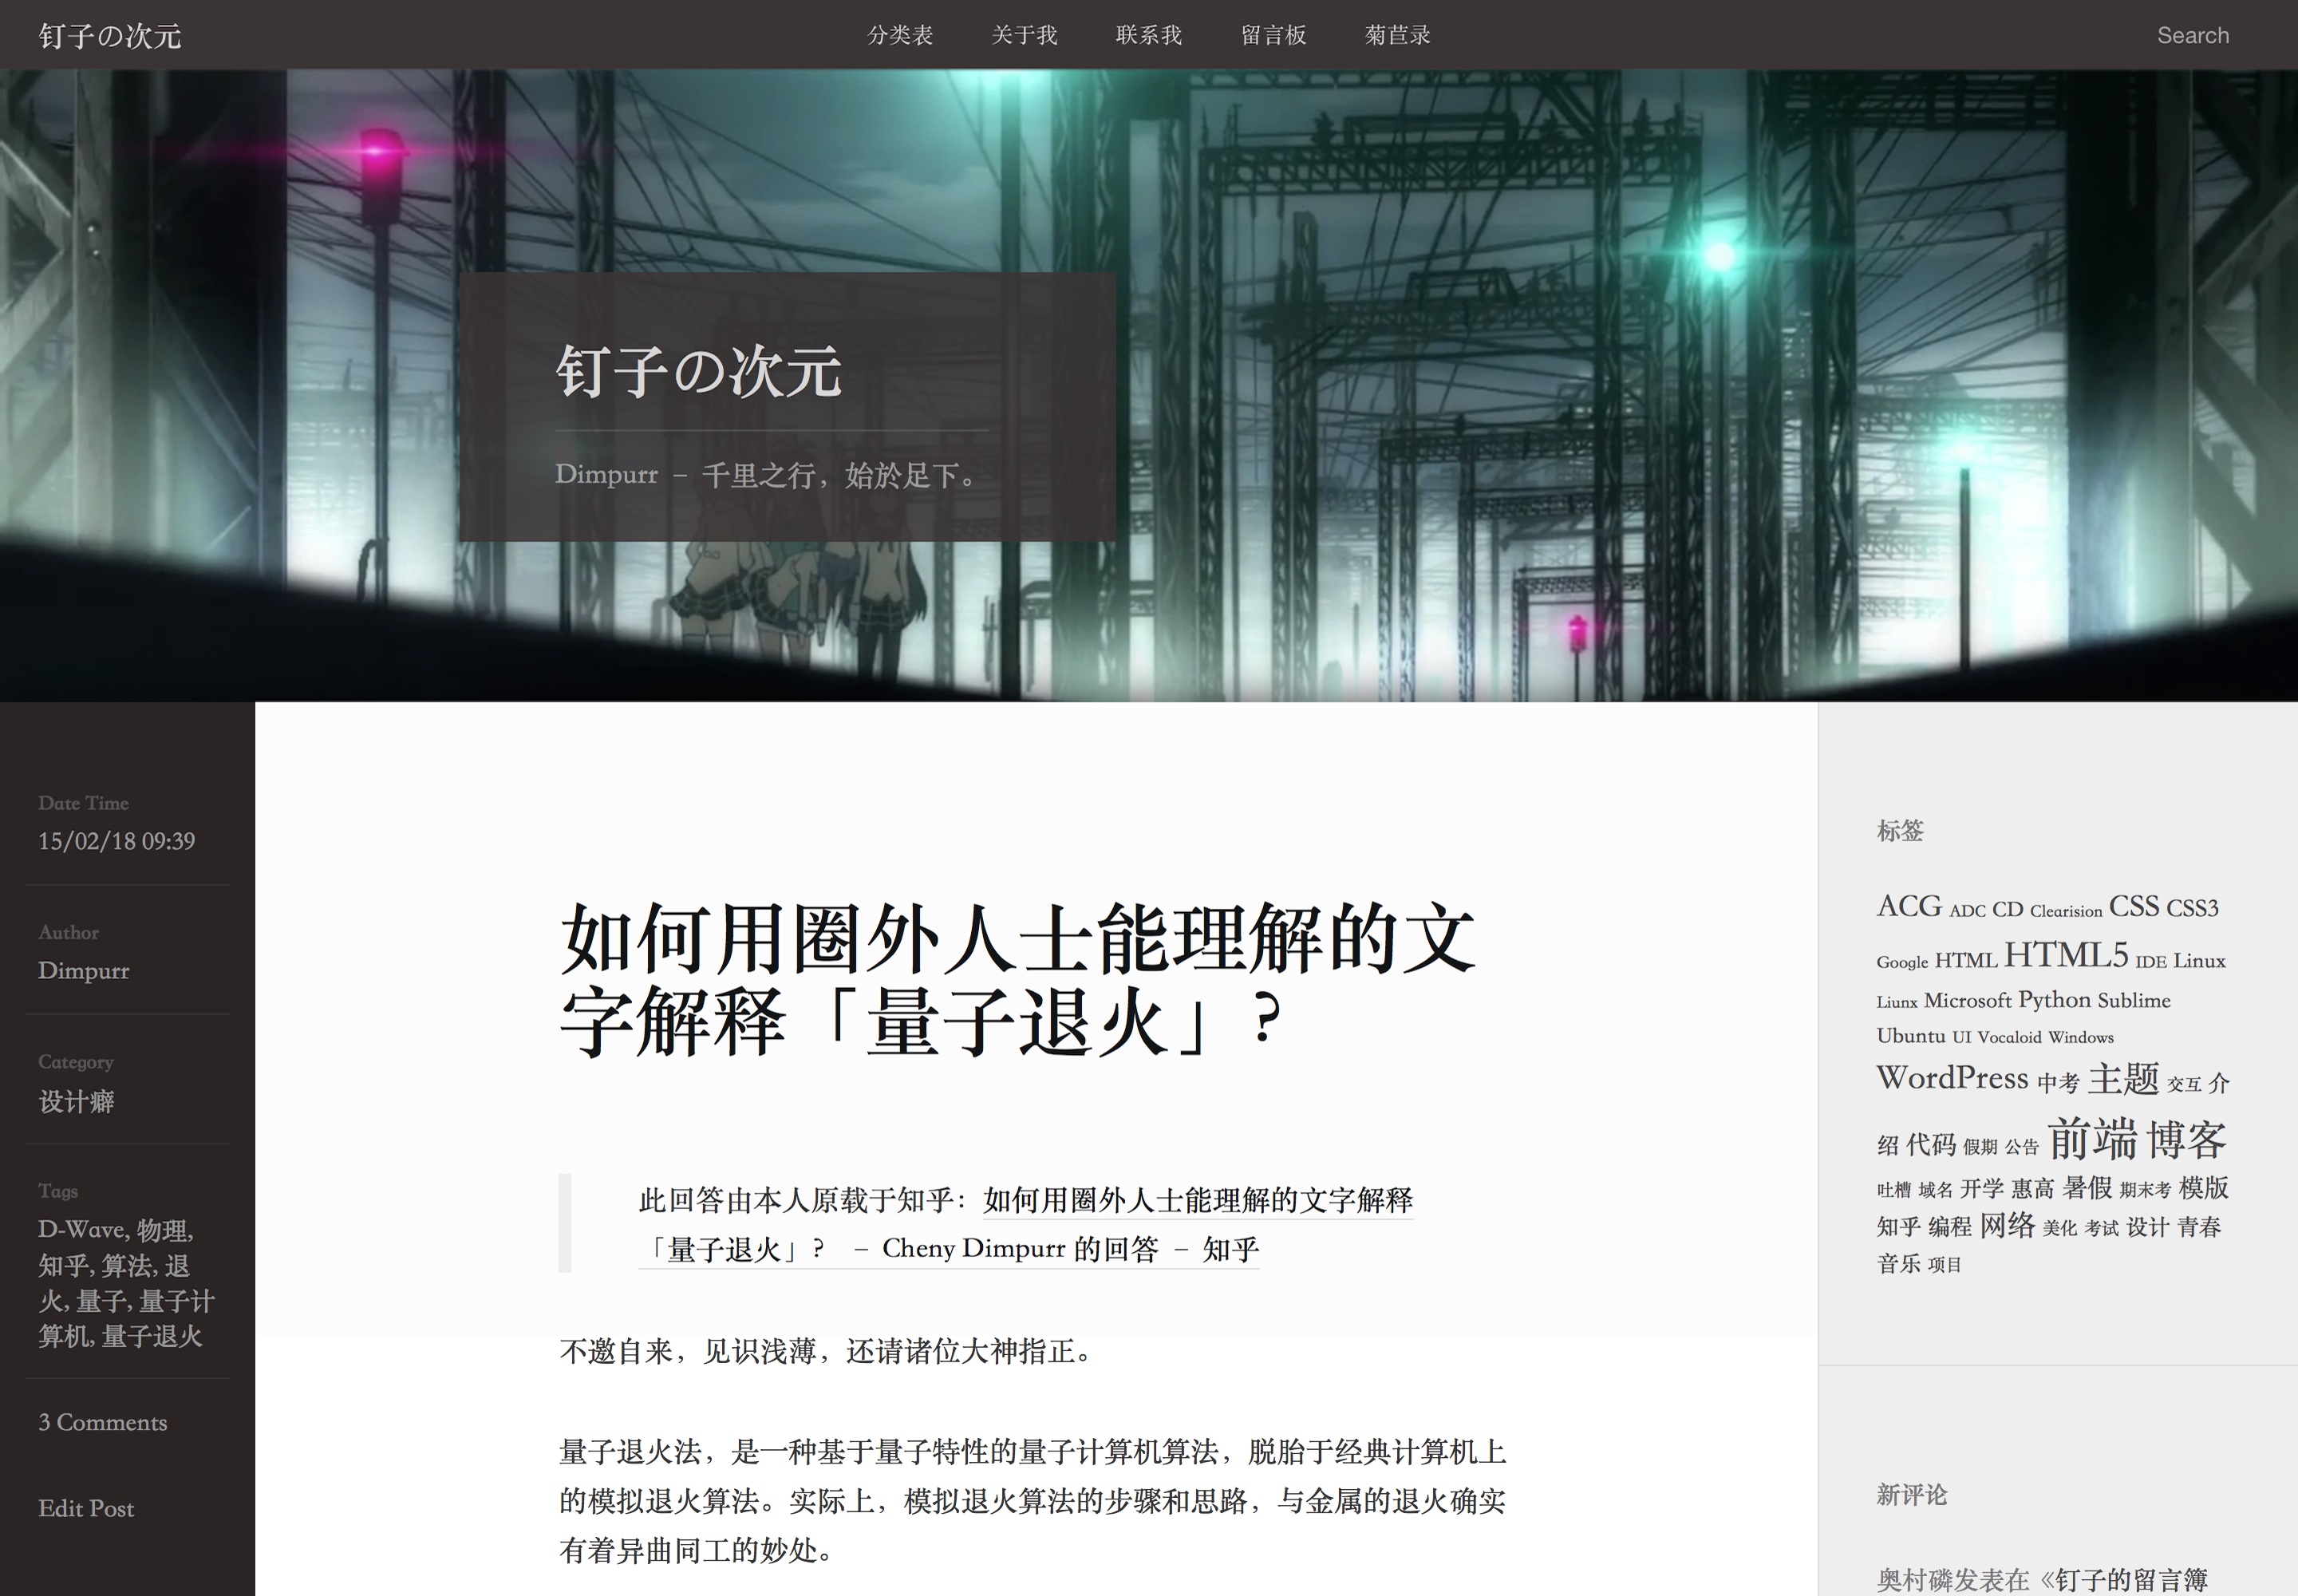 钉子の次元
分类表 关于我 联系我 留言板 菊苣录
Search
钉子の次元
Dimpurr – 千里之行，始於足下。
Date Time
15/02/18 09:39
Author
Dimpurr
Category
设计癖
Tags
D-Wave, 物理,
知乎, 算法, 退
火, 量子, 量子计
算机, 量子退火
3 Comments
Edit Post
如何用圈外人士能理解的文
字解释「量子退火」?
此回答由本人原载于知乎：如何用圈外人士能理解的文字解释
「量子退火」? – Cheny Dimpurr 的回答 – 知乎
不邀自来，见识浅薄，还请诸位大神指正。
量子退火法，是一种基于量子特性的量子计算机算法，脱胎于经典计算机上
的模拟退火算法。实际上，模拟退火算法的步骤和思路，与金属的退火确实
有着异曲同工的妙处。
标签
ACG ADC CD Clearision CSS CSS3
Google HTML HTML5 IDE Linux
Liunx Microsoft Python Sublime
Ubuntu UI Vocaloid Windows
WordPress 中考 主题 交互 介
绍 代码 假期 公告 前端 博客
吐槽 域名 开学 惠高 暑假 期末考 模版
知乎 编程 网络 美化 考试 设计 青春
音乐 项目
新评论
奥村磷发表在《钉子的留言簿